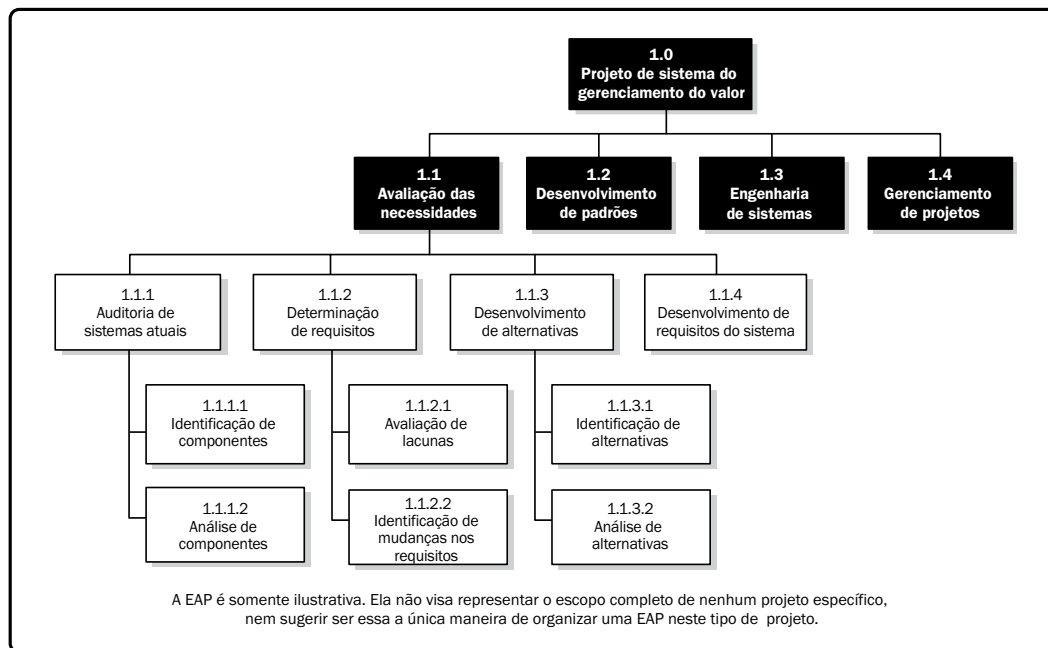 1.0
Projeto de sistema do
gerenciamento do valor
1.1
Avaliação das
necessidades
1.2
Desenvolvimento
de padrões
1.3
Engenharia
de sistemas
1.4
Gerenciamento
de projetos
1.1.1
Auditoria de
sistemas atuais
1.1.2
Determinação
de requisitos
1.1.3
Desenvolvimento
de alternativas
1.1.4
Desenvolvimento de
requisitos do sistema
1.1.1.1
Identificação de
componentes
1.1.2.1
Avaliação de
lacunas
1.1.3.1
Identificação de
alternativas
1.1.1.2
Análise de
componentes
1.1.2.2
Identificação de
mudanças nos
requisitos
1.1.3.2
Análise de
alternativas
A EAP é somente ilustrativa. Ela não visa representar o escopo completo de nenhum projeto específico,
nem sugerir ser essa a única maneira de organizar uma EAP neste tipo de projeto.